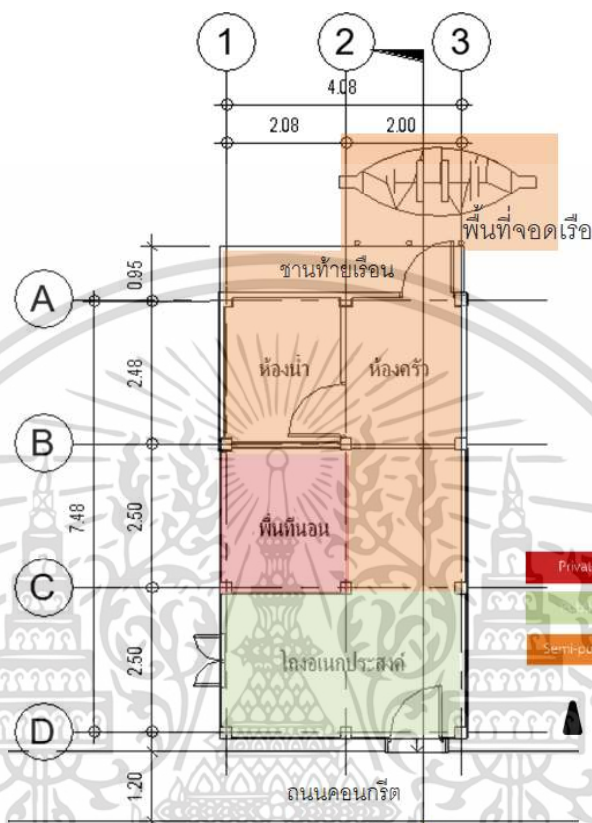 1 2 3
4.08
2.08 2.00
พื้นที่จอดเรือ
0.95
ชานท้ายเรือน
A
2.48
ห้องน้ำ ห้องครัว
B
7.48
2.50
พื้นที่นอน
Privat
C
Semi-pu
2.50
โถงอเนกประสงค์
D
1.20
ถนนคอนกรีต